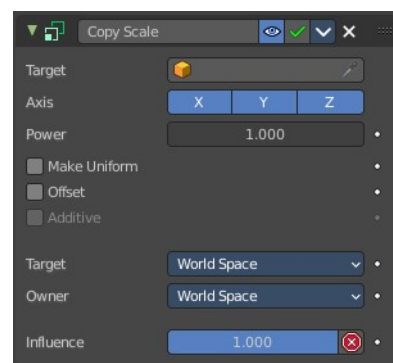 Copy Scale
Target
Axis X Y Z
Power 1.000
Make Uniform
Offset
Additive
Target World Space
Owner World Space
Influence 1.000